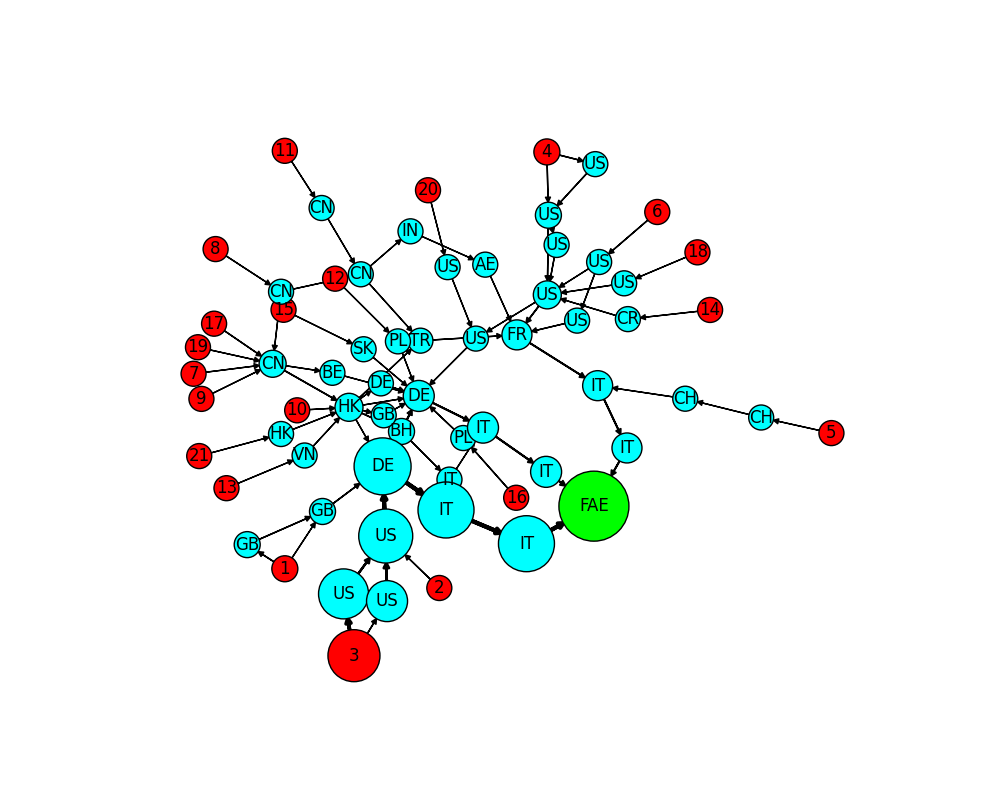 11
4
US
20
CN
6
US
IN
US
8
18
US
AE
US
CN
12
US
CN
US
15
14
17
CR
US
FR
US
PL
TR
19
SK
CN
BE
7
DE
IT
DE
CH
9
HK
10
GB
CH
IT
BH
HK
5
PL
IT
21
VN
DE
IT
IT
13
16
FAE
IT
GB
US
IT
GB
1
2
US
US
3